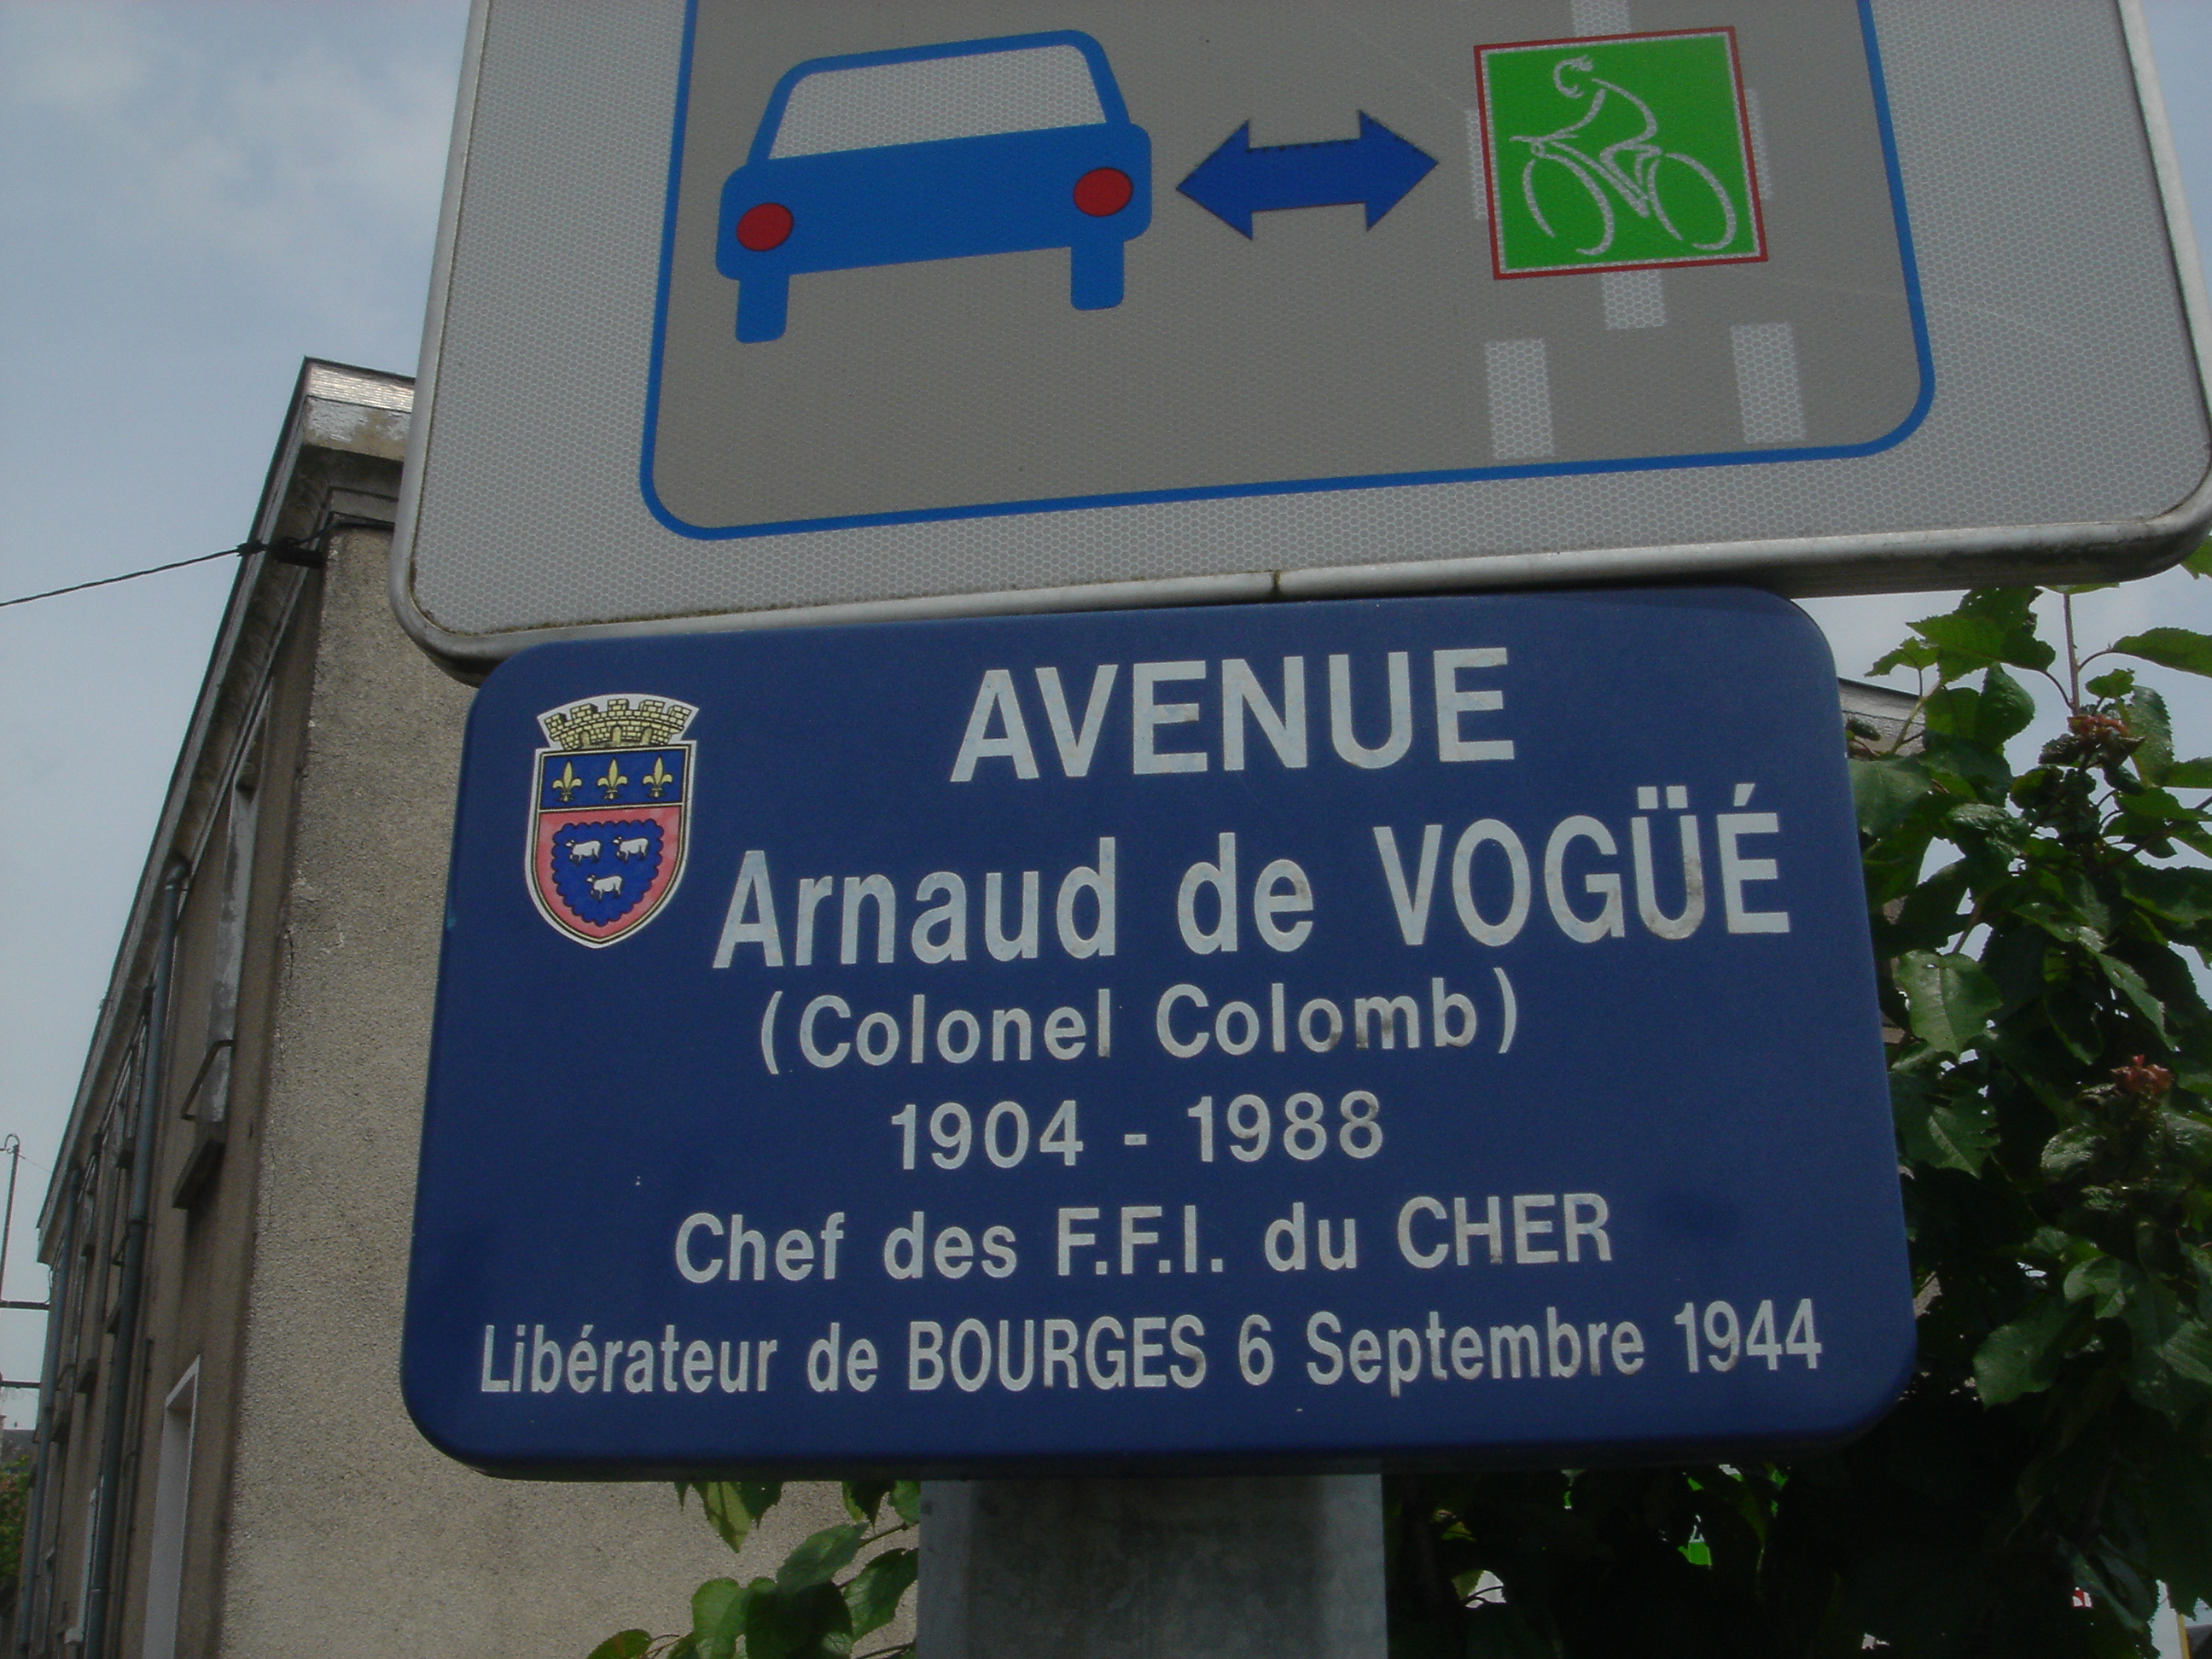 AVENUE
Arnaud de VOGÜÉ
(Colonel Colomb)
1904 - 1988
Chef des F.F.I. du CHER
Libérateur de BOURGES 6 Septembre 1944